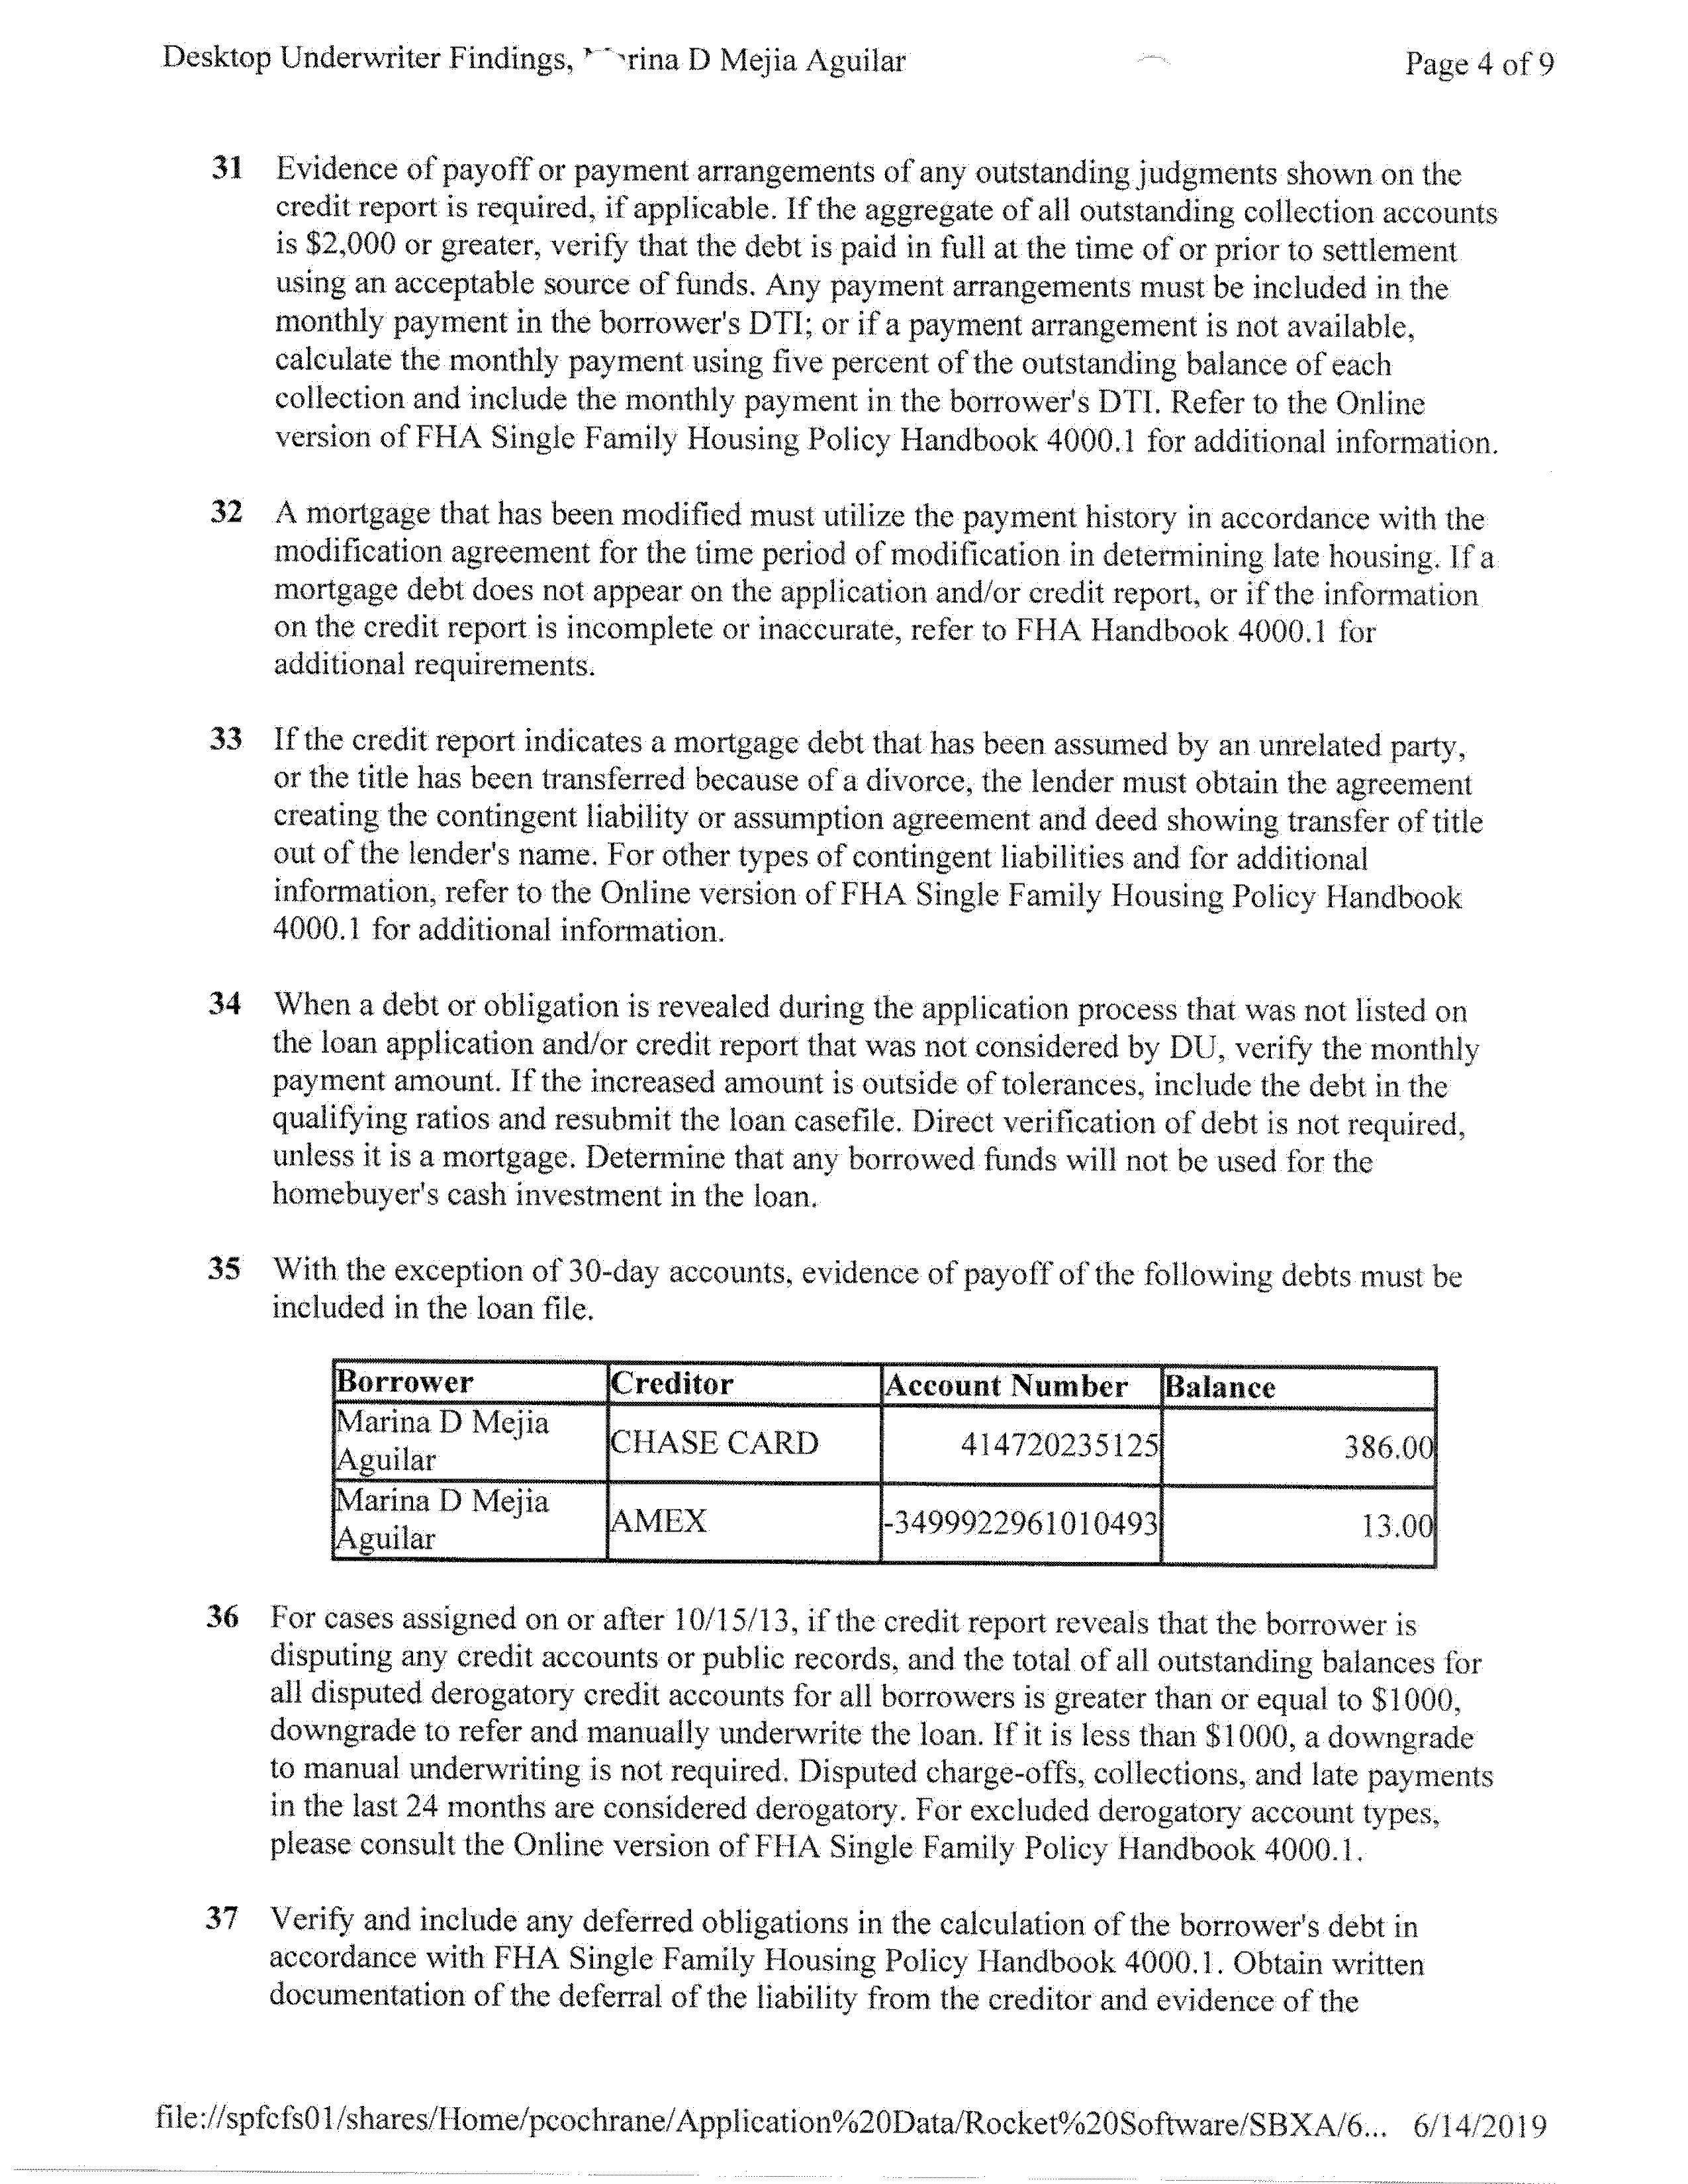 Desktop Underwriter Findings, rina D Mejia Aguilar Page 4 of 9
31 Evidence of payoff or payment arrangements of any outstanding judgments shown on the
credit report is required, if applicable. If the aggregate of all outstanding collection accounts
is $2,000 or greater, verify that the debt is paid in full at the time of or prior to settlement
using an acceptable source of funds. Any payment arrangements must be included in the
monthly payment in the borrower's DTI; or if a payment arrangement is not available,
calculate the monthly payment using five percent of the outstanding balance of each
collection and include the monthly payment in the borrower's DTI. Refer to the Online
version of FHA Single Family Housing Policy Handbook 4000.1 for additional information.
32 A mortgage that has been modified must utilize the payment history in accordance with the
modification agreement for the time period of modification in determining late housing. If a
mortgage debt does not appear on the application and/or credit report, or if the information
on the credit report is incomplete or inaccurate, refer to FHA Handbook 4000.1 for
additional requirements.
33 If the credit report indicates a mortgage debt that has been assumed by an unrelated party,
or the title has been transferred because of a divorce, the lender must obtain the agreement
creating the contingent liability or assumption agreement and deed showing transfer of title
out of the lender's name. For other types of contingent liabilities and for additional
information, refer to the Online version of FHA Single Family Housing Policy Handbook
4000.1 for additional information.
34 When a debt or obligation is revealed during the application process that was not listed on
the loan application and/or credit report that was not considered by DU, verify the monthly
payment amount. If the increased amount is outside of tolerances, include the debt in the
qualifying ratios and resubmit the loan casefile. Direct verification of debt is not required,
unless it is a mortgage. Determine that any borrowed funds will not be used for the
homebuyer's cash investment in the loan.
35 With the exception of 30-day accounts, evidence of payoff of the following debts must be
included in the loan file.
Borrower Creditor Account Number Balance
Marina D Mejia
Aguilar CHASE CARD 414720235125 386.00
Marina D Mejia
Aguilar AMEX -3499922961010493 13.00
36 For cases assigned on or after 10/15/13, if the credit report reveals that the borrower is
disputing any credit accounts or public records, and the total of all outstanding balances for
all disputed derogatory credit accounts for all borrowers is greater than or equal to $1000,
downgrade to refer and manually underwrite the loan. If it is less than $1000, a downgrade
to manual underwriting is not required. Disputed charge-offs, collections, and late payments
in the last 24 months are considered derogatory. For excluded derogatory account types,
please consult the Online version of FHA Single Family Policy Handbook 4000.1.
37 Verify and include any deferred obligations in the calculation of the borrower's debt in
accordance with FHA Single Family Housing Policy Handbook 4000.1. Obtain written
documentation of the deferral of the liability from the creditor and evidence of the
file://spfcfs01/shares/Home/pcochrane/Application%20Data/Rocket%20Software/SBXA/6... 6/14/2019